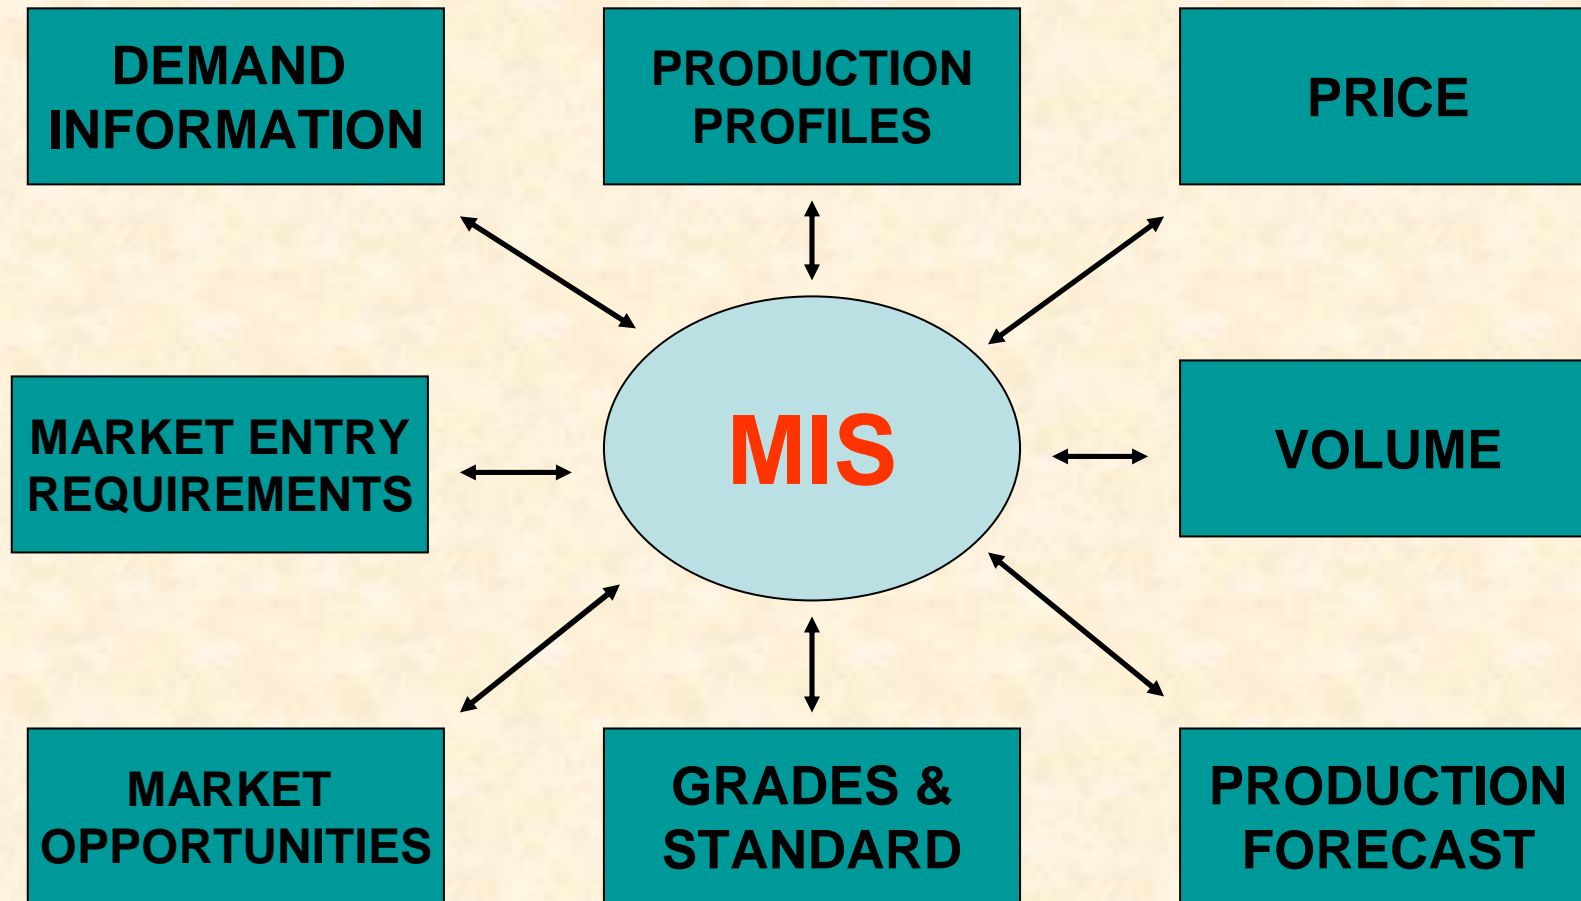 DEMAND
INFORMATION
PRODUCTION
PROFILES
PRICE
MARKET ENTRY
REQUIREMENTS
MIS
VOLUME
MARKET
OPPORTUNITIES
GRADES &
STANDARD
PRODUCTION
FORECAST